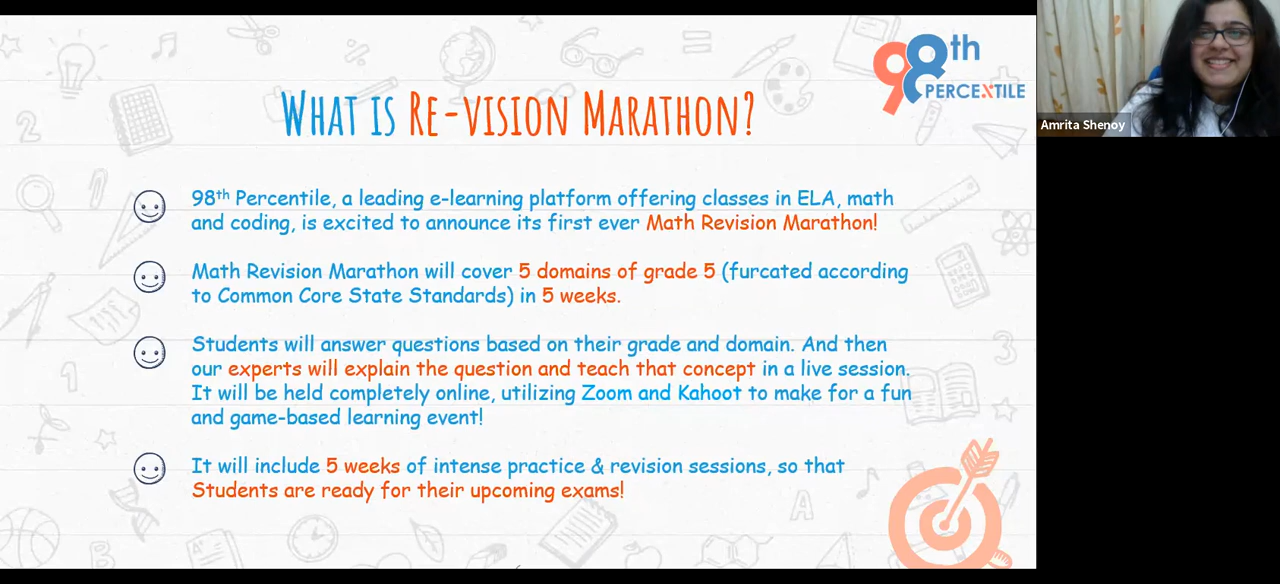 98th
PERCEXTILE
WHAT IS RE-VISION MARATHON?
Amrita Shenoy
98th Percentile, a leading e-learning platform offering classes in ELA, math
and coding, is excited to announce its first ever Math Revision Marathon!
Math Revision Marathon will cover 5 domains of grade 5 (furcated according
to Common Core State Standards) in 5 weeks.
Students will answer questions based on their grade and domain. And then
our experts will explain the question and teach that concept in a live session.
It will be held completely online, utilizing Zoom and Kahoot to make for a fun
and game-based learning event!
It will include 5 weeks of intense practice & revision sessions, so that
Students are ready for their upcoming exams!
2
1
3
A
B
A+